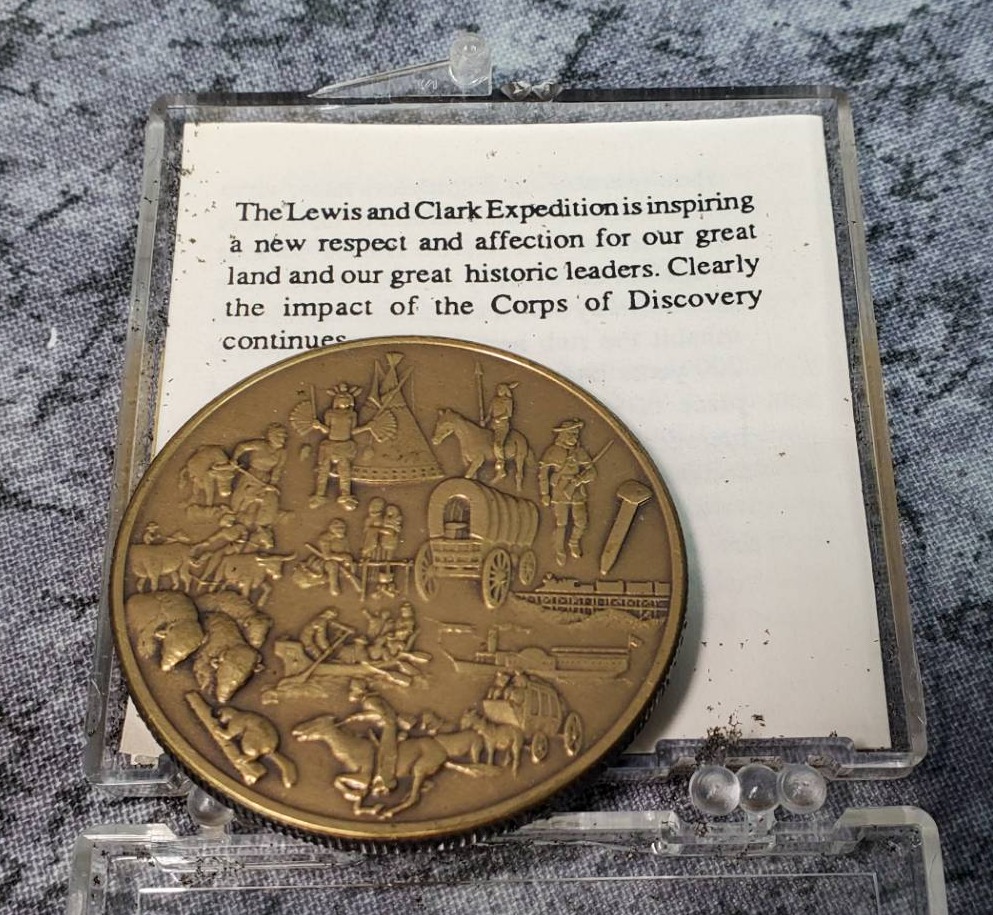 The Lewis and Clark Expedition is inspiring
a new respect and affection for our great
land and our great historic leaders. Clearly
the impact of the Corps of Discovery
continues